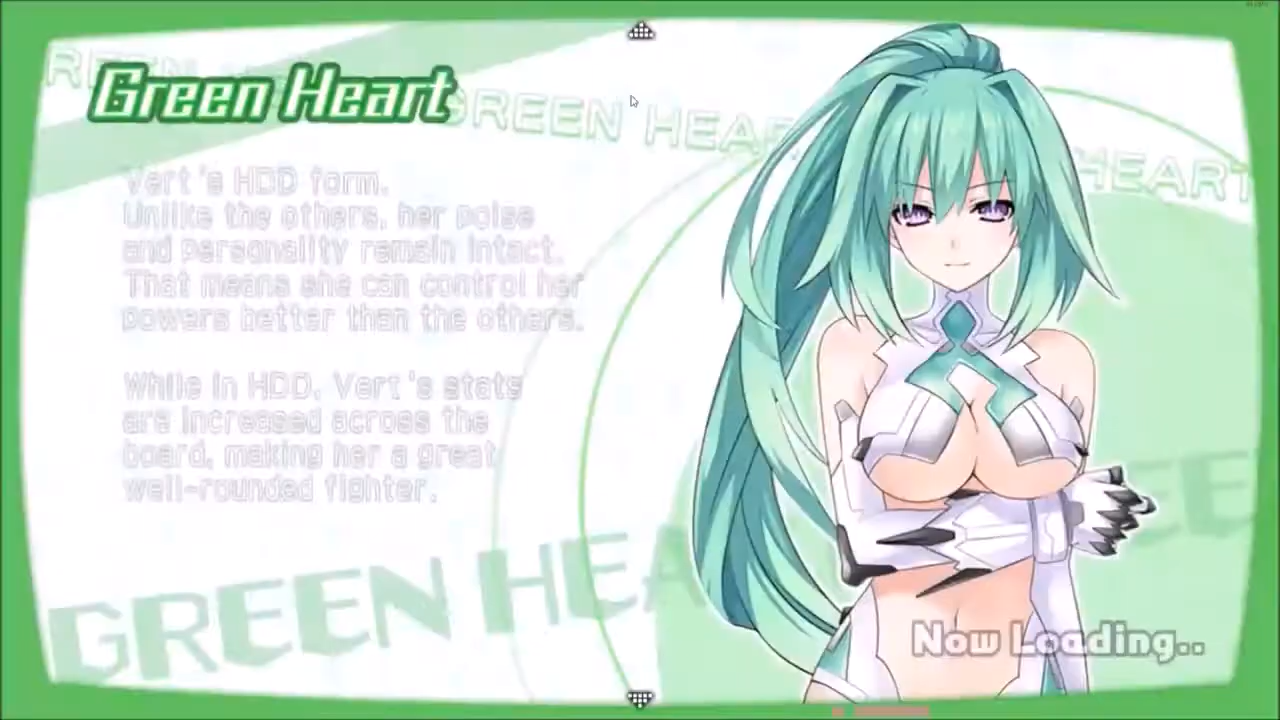 GREEN HEART
Green Heart
GREEN HEART
HEART
Vert's HDD form.
Unlike the others, her poise
and personality remain intact.
That means she can control her
powers better than the others.
While in HDD, Vert's stats
are increased across the
board, making her a great
well-rounded fighter.
GREEN HEA
Now Loading..